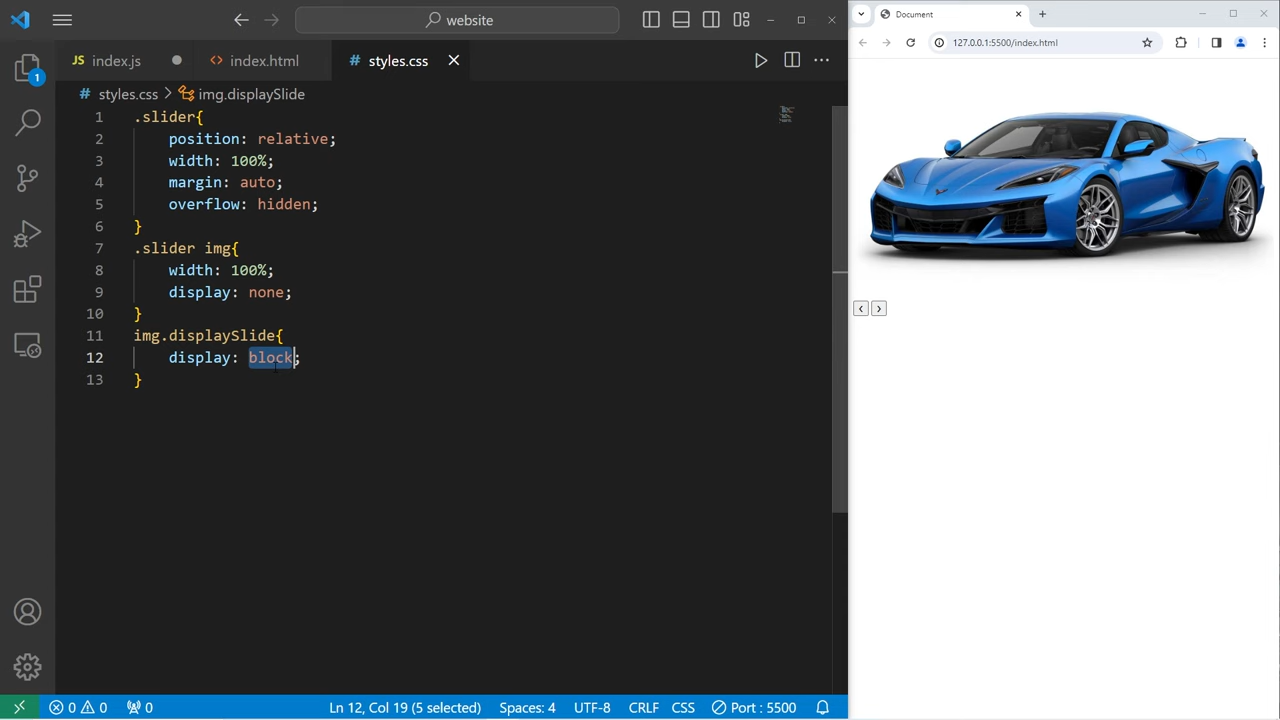 website
JS index.js
<> index.html
# styles.css
# styles.css > img.displaySlide
1 .slider{
2 position: relative;
3 width: 100%;
4 margin: auto;
5 overflow: hidden;
6 }
7 .slider img{
8 width: 100%;
9 display: none;
10 }
11 img.displaySlide{
12 display: block;
13 }
1
0 0 0
Ln 12, Col 19 (5 selected)
Spaces: 4
UTF-8
CRLF
CSS
Port : 5500
Document
127.0.0.1:5500/index.html
‹ ›